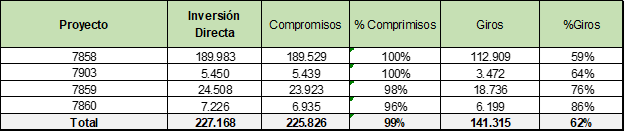 Proyecto Inversión Directa Compromisos % Comprimisos Giros %Giros
7858 189.983 189.529 100% 112.909 59%
7903 5.450 5.439 100% 3.472 64%
7859 24.508 23.923 98% 18.736 76%
7860 7.226 6.935 96% 6.199 86%
Total 227.168 225.826 99% 141.315 62%